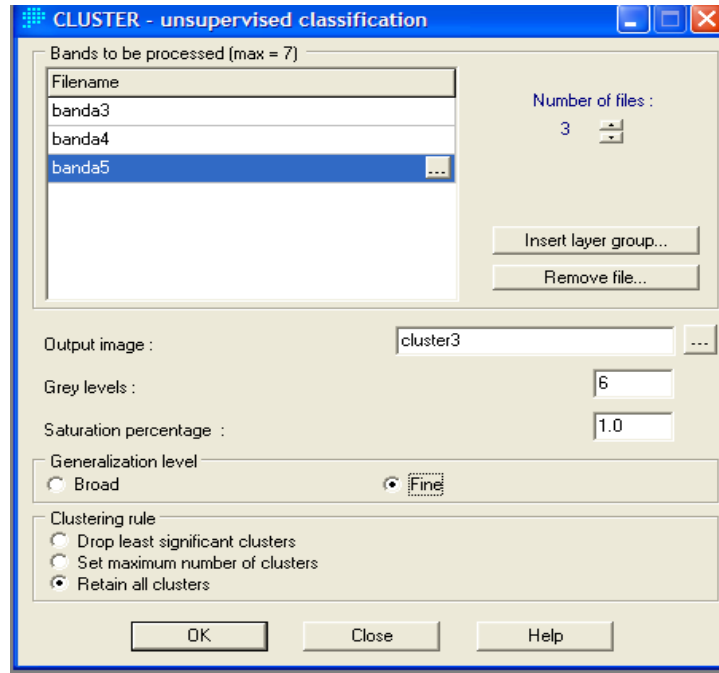 CLUSTER - unsupervised classification
Bands to be processed (max = 7)
Filename
banda3
banda4
banda5
...
Number of files :
3
Insert layer group...
Remove file...
Output image :
cluster3
...
Grey levels :
6
Saturation percentage :
1.0
Generalization level
Broad
Fine
Clustering rule
Drop least significant clusters
Set maximum number of clusters
Retain all clusters
OK
Close
Help